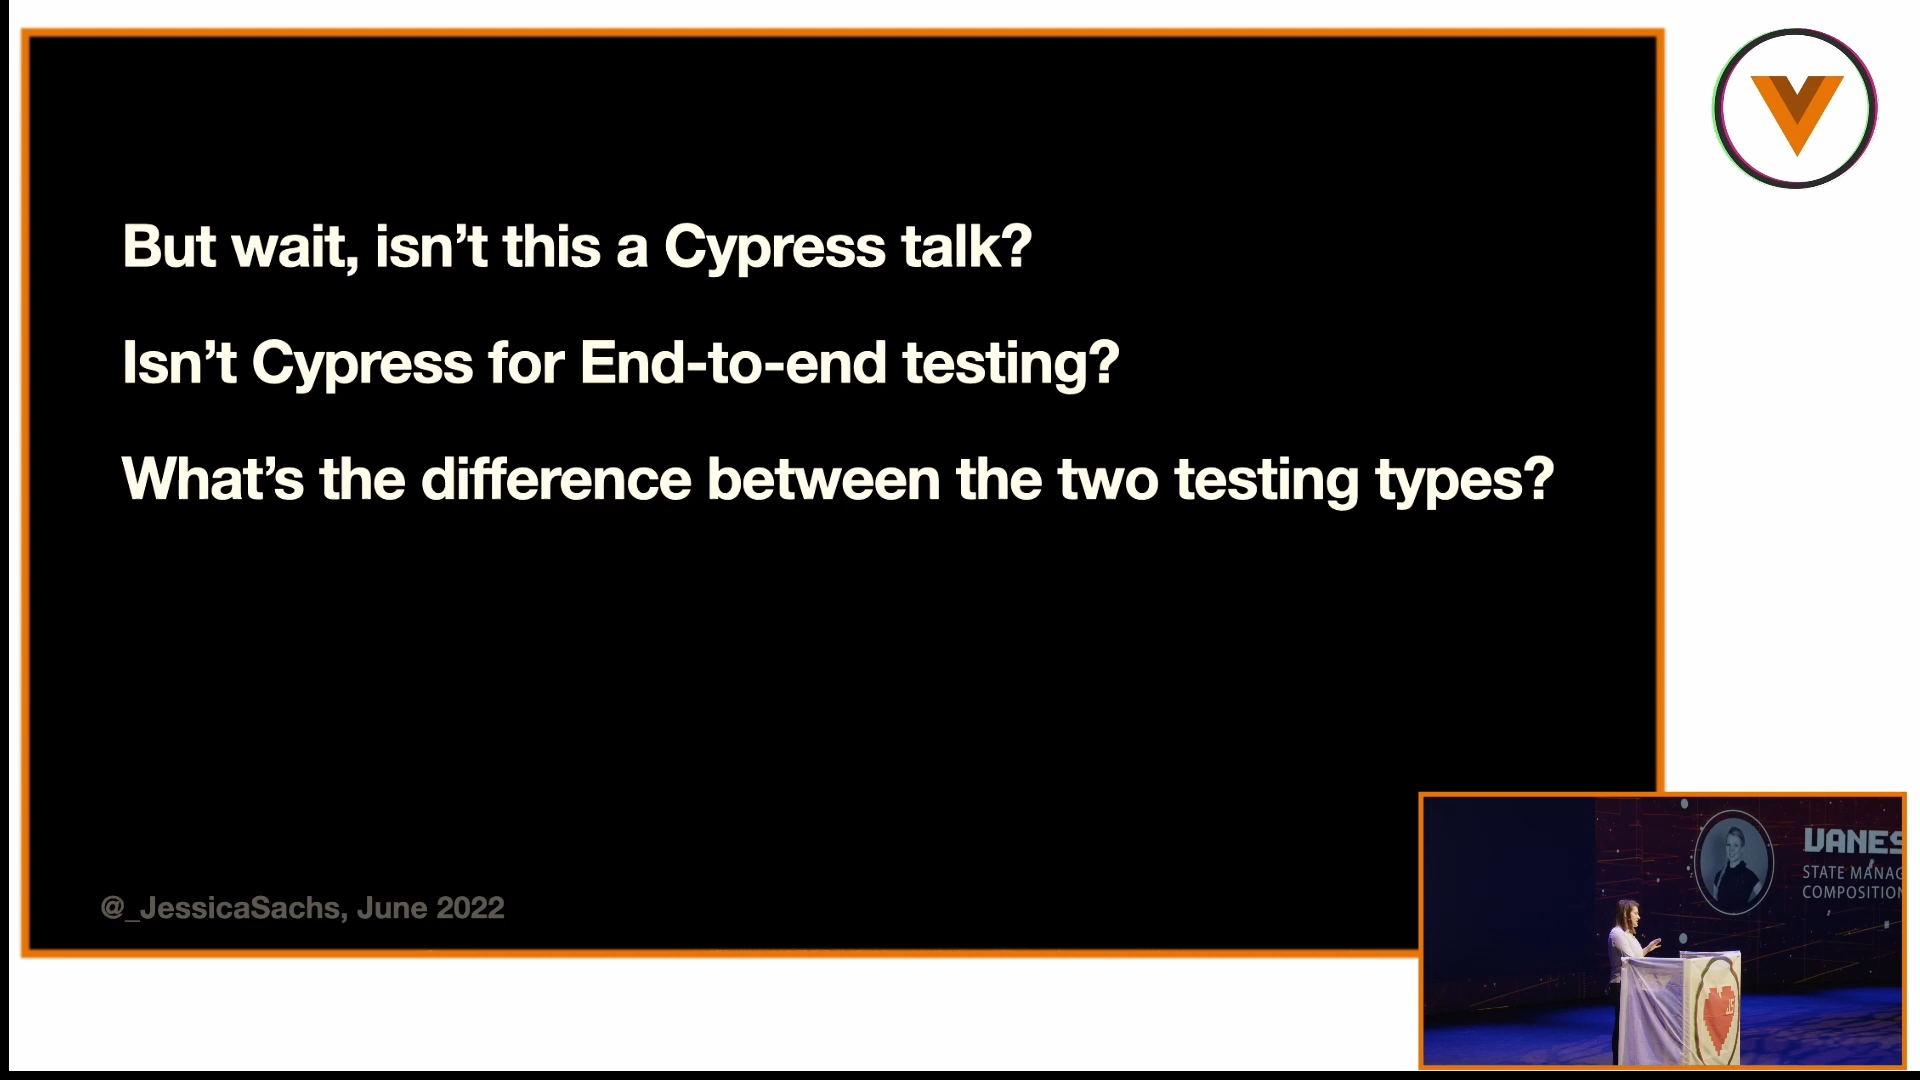 But wait, isn’t this a Cypress talk?
Isn’t Cypress for End-to-end testing?
What’s the difference between the two testing types?
@_JessicaSachs, June 2022
STATE
COMPOSITION
JS